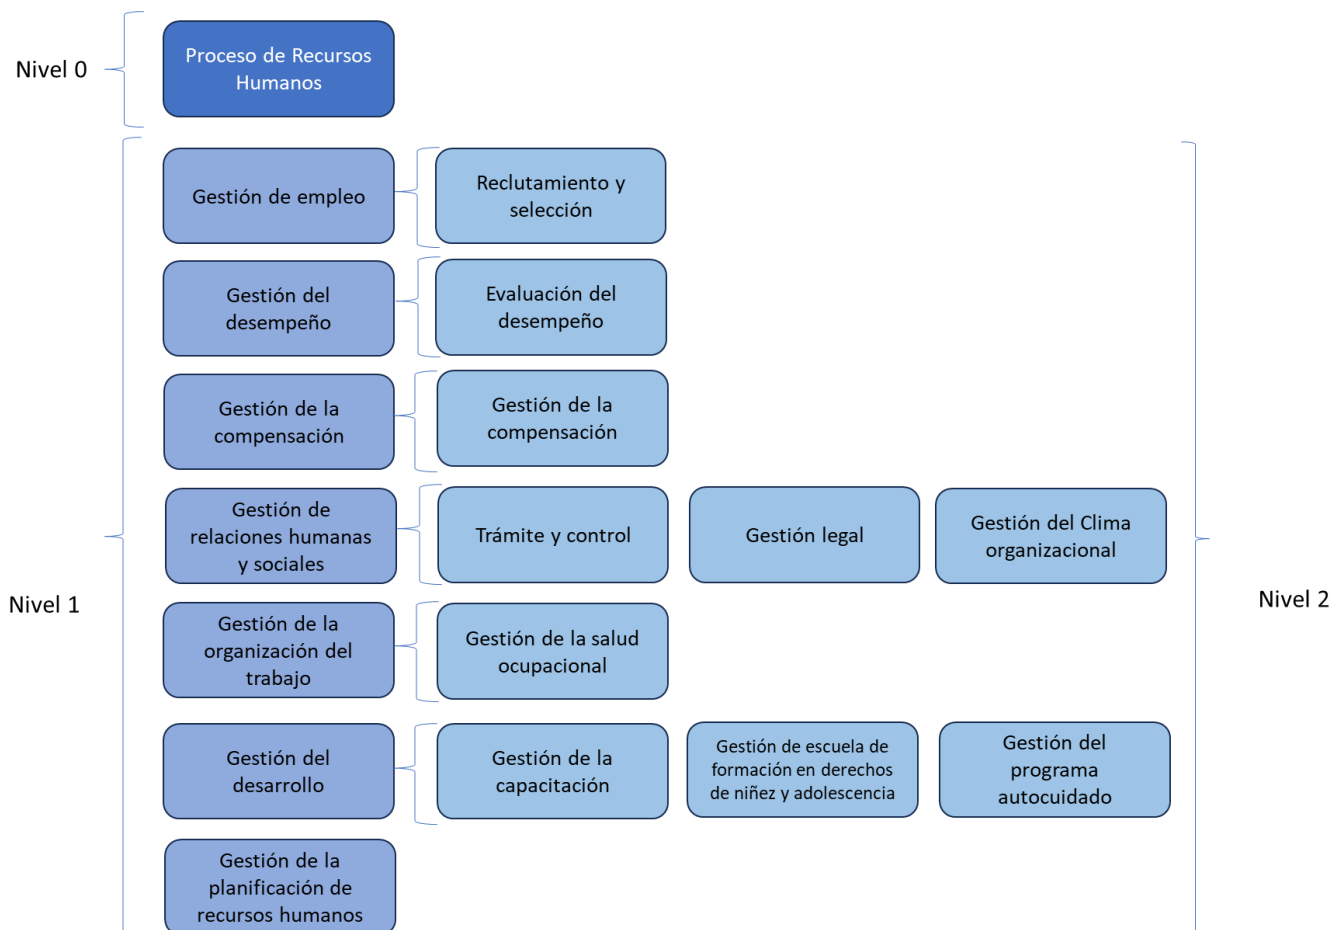 Nivel 0
Proceso de Recursos
Humanos
Gestión de empleo
Reclutamiento y
selección
Gestión del
desempeño
Evaluación del
desempeño
Gestión de la
compensación
Gestión de la
compensación
Gestión de
relaciones humanas
y sociales
Trámite y control
Gestión legal
Gestión del Clima
organizacional
Nivel 1
Nivel 2
Gestión de la
organización del
trabajo
Gestión de la salud
ocupacional
Gestión del
desarrollo
Gestión de la
capacitación
Gestión de escuela de
formación en derechos
de niñez y adolescencia
Gestión del
programa
autocuidado
Gestión de la
planificación de
recursos humanos